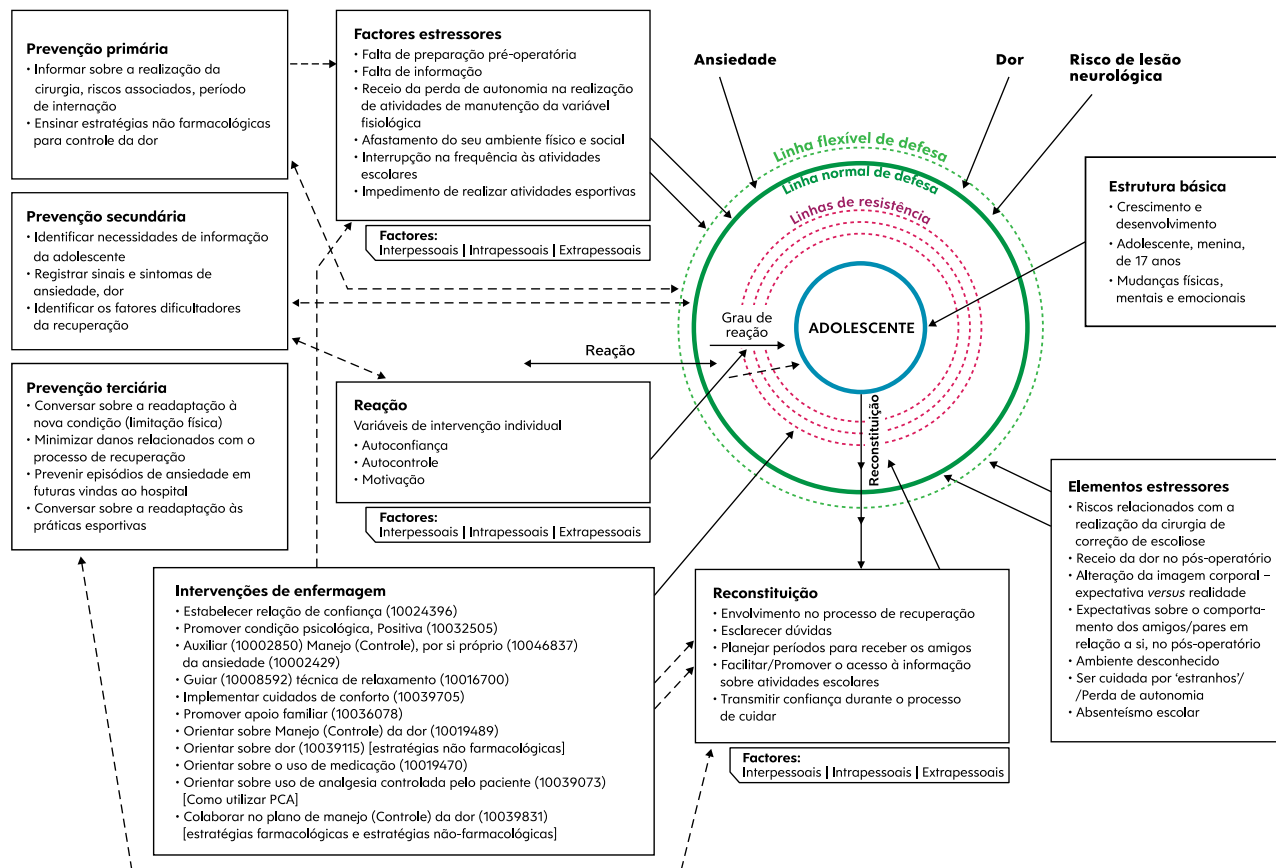 Prevenção primária
· Informar sobre a realização da
cirurgia, riscos associados, período
de internação
· Ensinar estratégias não farmacológicas
para controle da dor
Factores estressores
· Falta de preparação pré-operatória
· Falta de informação
· Receio da perda de autonomia na realização
de atividades de manutenção da variável
fisiológica
· Afastamento do seu ambiente físico e social
· Interrupção na frequência às atividades
escolares
· Impedimento de realizar atividades esportivas
Factores:
Interpessoais | Intrapessoais | Extrapessoais
Ansiedade
Dor
Risco de lesão
neurológica
Linha flexível de defesa
Linha normal de defesa
Linhas de resistência
ADOLESCENTE
Grau de
reação
Reação
Reconstituição
Estrutura básica
· Crescimento e
desenvolvimento
· Adolescente, menina,
de 17 anos
· Mudanças físicas,
mentais e emocionais
Prevenção secundária
· Identificar necessidades de informação
da adolescente
· Registrar sinais e sintomas de
ansiedade, dor
· Identificar os fatores dificultadores
da recuperação
Prevenção terciária
· Conversar sobre a readaptação à
nova condição (limitação física)
· Minimizar danos relacionados com o
processo de recuperação
· Prevenir episódios de ansiedade em
futuras vindas ao hospital
· Conversar sobre a readaptação às
práticas esportivas
Reação
Variáveis de intervenção individual
· Autoconfiança
· Autocontrole
· Motivação
Factores:
Interpessoais | Intrapessoais | Extrapessoais
Intervenções de enfermagem
· Estabelecer relação de confiança (10024396)
· Promover condição psicológica, Positiva (10032505)
· Auxiliar (10002850) Manejo (Controle), por si próprio (10046837)
da ansiedade (10002429)
· Guiar (10008592) técnica de relaxamento (10016700)
· Implementar cuidados de conforto (10039705)
· Promover apoio familiar (10036078)
· Orientar sobre Manejo (Controle) da dor (10019489)
· Orientar sobre dor (10039115) [estratégias não farmacológicas]
· Orientar sobre o uso de medicação (10019470)
· Orientar sobre uso de analgesia controlada pelo paciente (10039073)
[Como utilizar PCA]
· Colaborar no plano de manejo (Controle) da dor (10039831)
[estratégias farmacológicas e estratégias não-farmacológicas]
Reconstituição
· Envolvimento no processo de recuperação
· Esclarecer dúvidas
· Planejar períodos para receber os amigos
· Facilitar/Promover o acesso à informação
sobre atividades escolares
· Transmitir confiança durante o processo
de cuidar
Factores:
Interpessoais | Intrapessoais | Extrapessoais
Elementos estressores
· Riscos relacionados com a
realização da cirurgia de
correção de escoliose
· Receio da dor no pós-operatório
· Alteração da imagem corporal –
expectativa versus realidade
· Expectativas sobre o comporta-
mento dos amigos/pares em
relação a si, no pós-operatório
· Ambiente desconhecido
· Ser cuidada por ‘estranhos’/
/Perda de autonomia
· Absenteísmo escolar